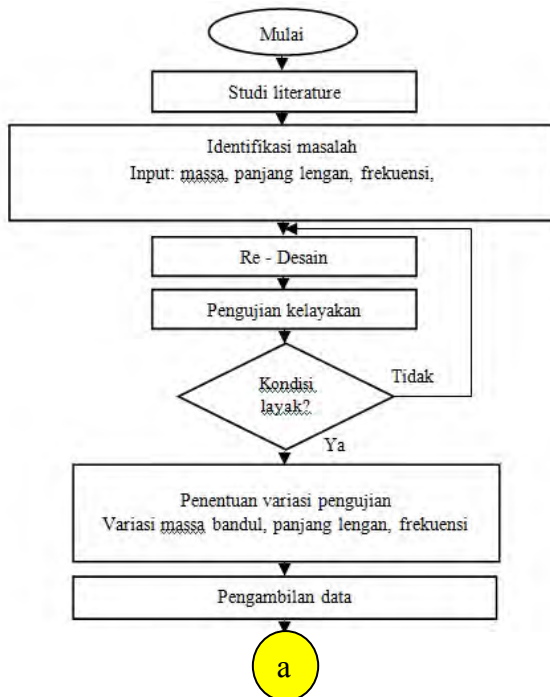 Mulai
Studi literature
Identifikasi masalah
Input: massa, panjang lengan, frekuensi,
Re - Desain
Pengujian kelayakan
Kondisi
layak?
Tidak
Ya
Penentuan variasi pengujian
Variasi massa bandul, panjang lengan, frekuensi
Pengambilan data
a